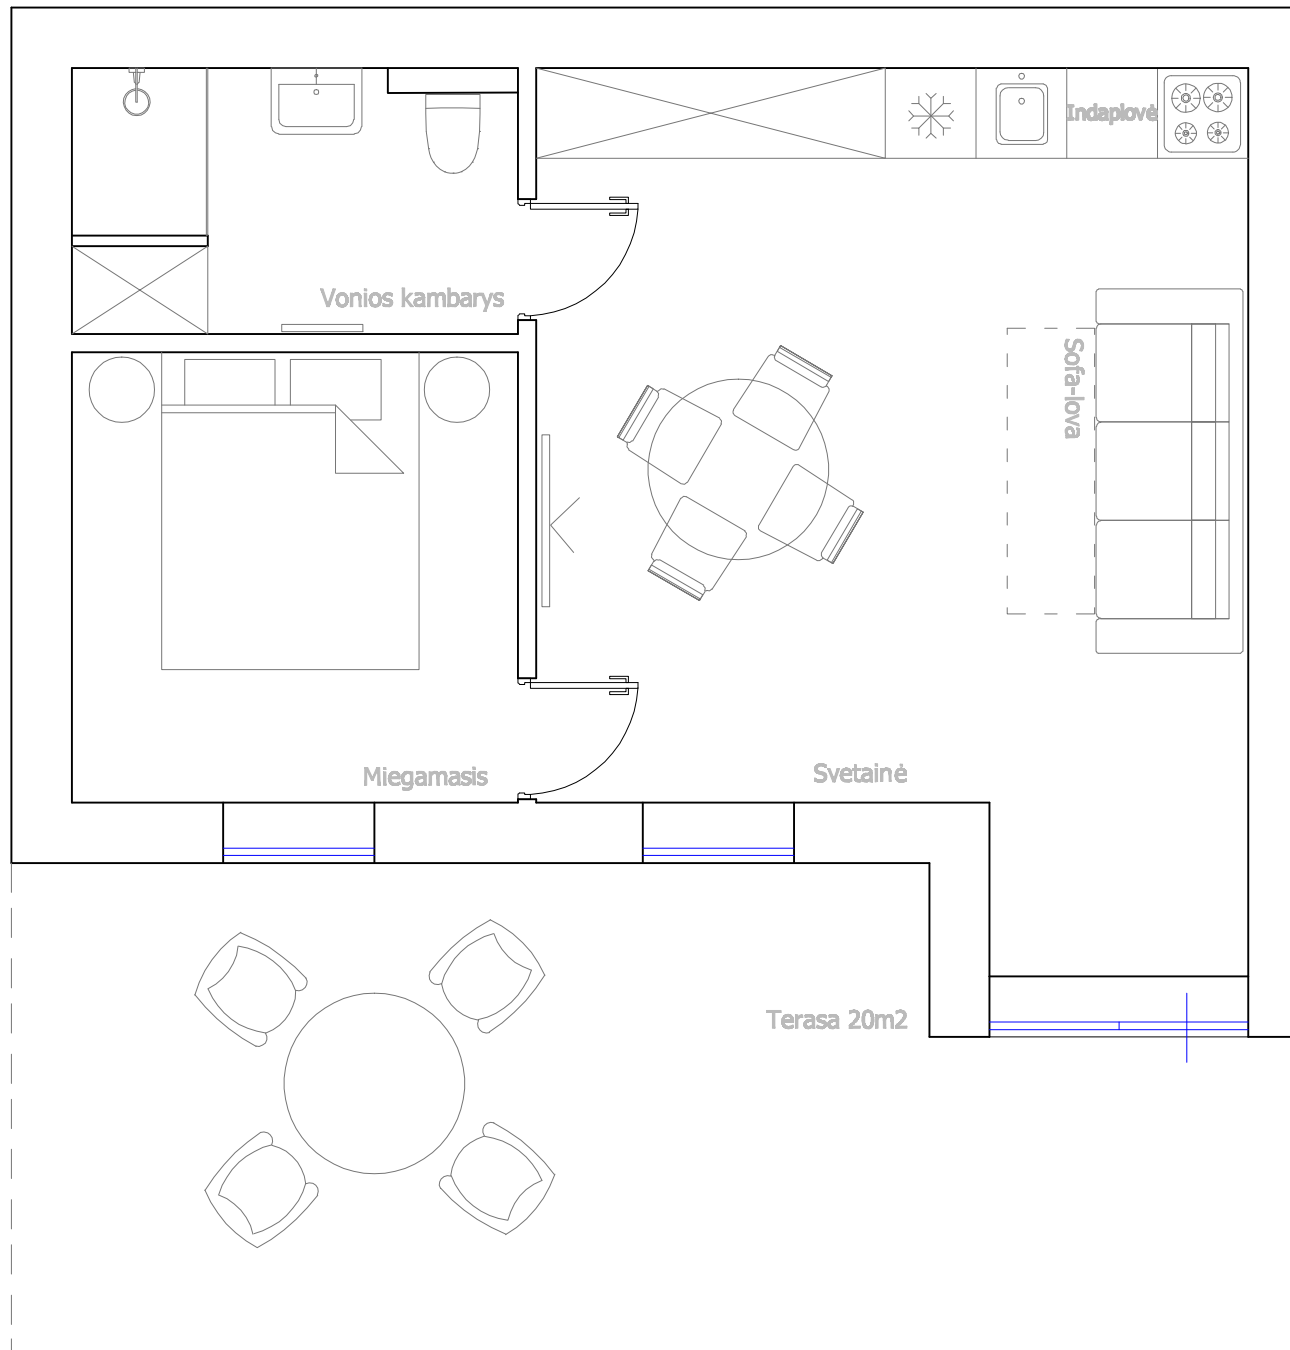 Indaplovė
Vonios kambarys
Sofa-lova
Miegamasis
Svetainė
Terasa 20m2